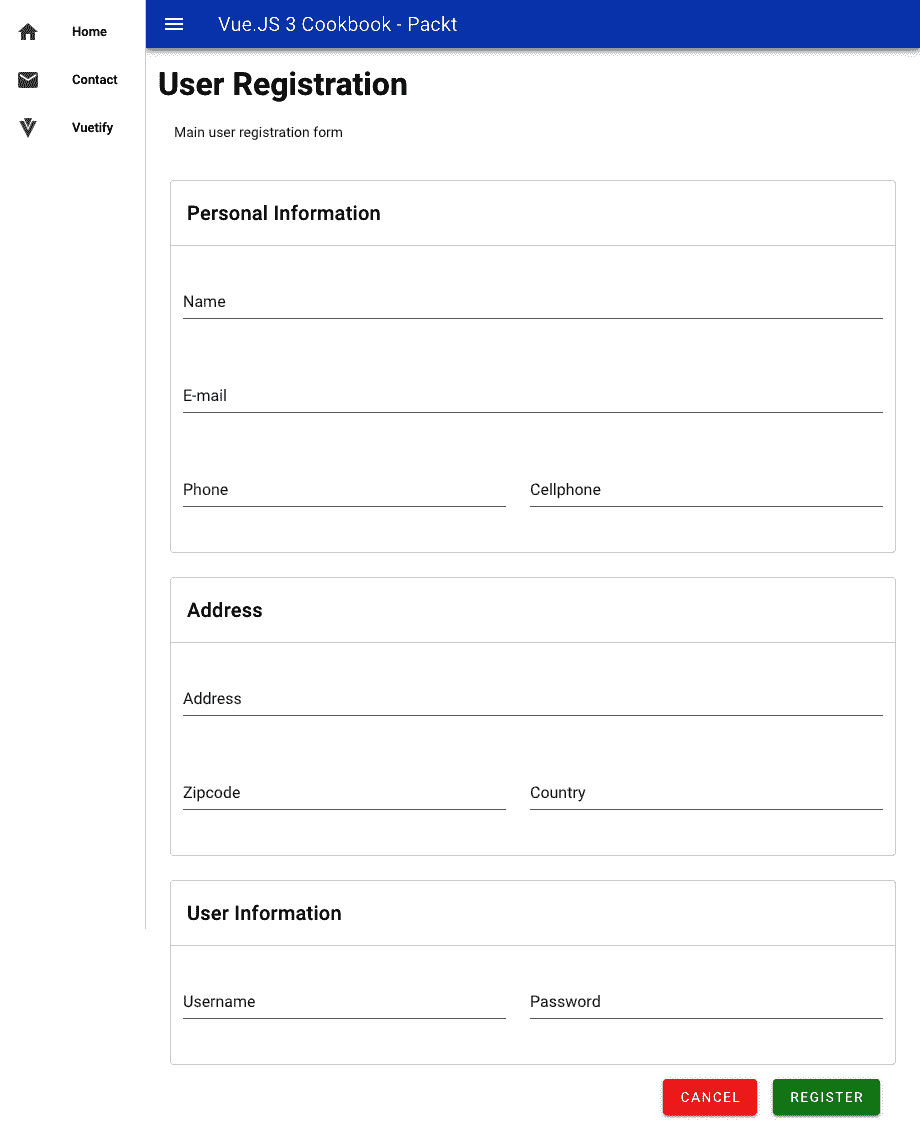 Home
Contact
Vuetify
Vue.JS 3 Cookbook - Packt
User Registration
Main user registration form
Personal Information
Name
E-mail
Phone Cellphone
Address
Address
Zipcode Country
User Information
Username Password
CANCEL REGISTER